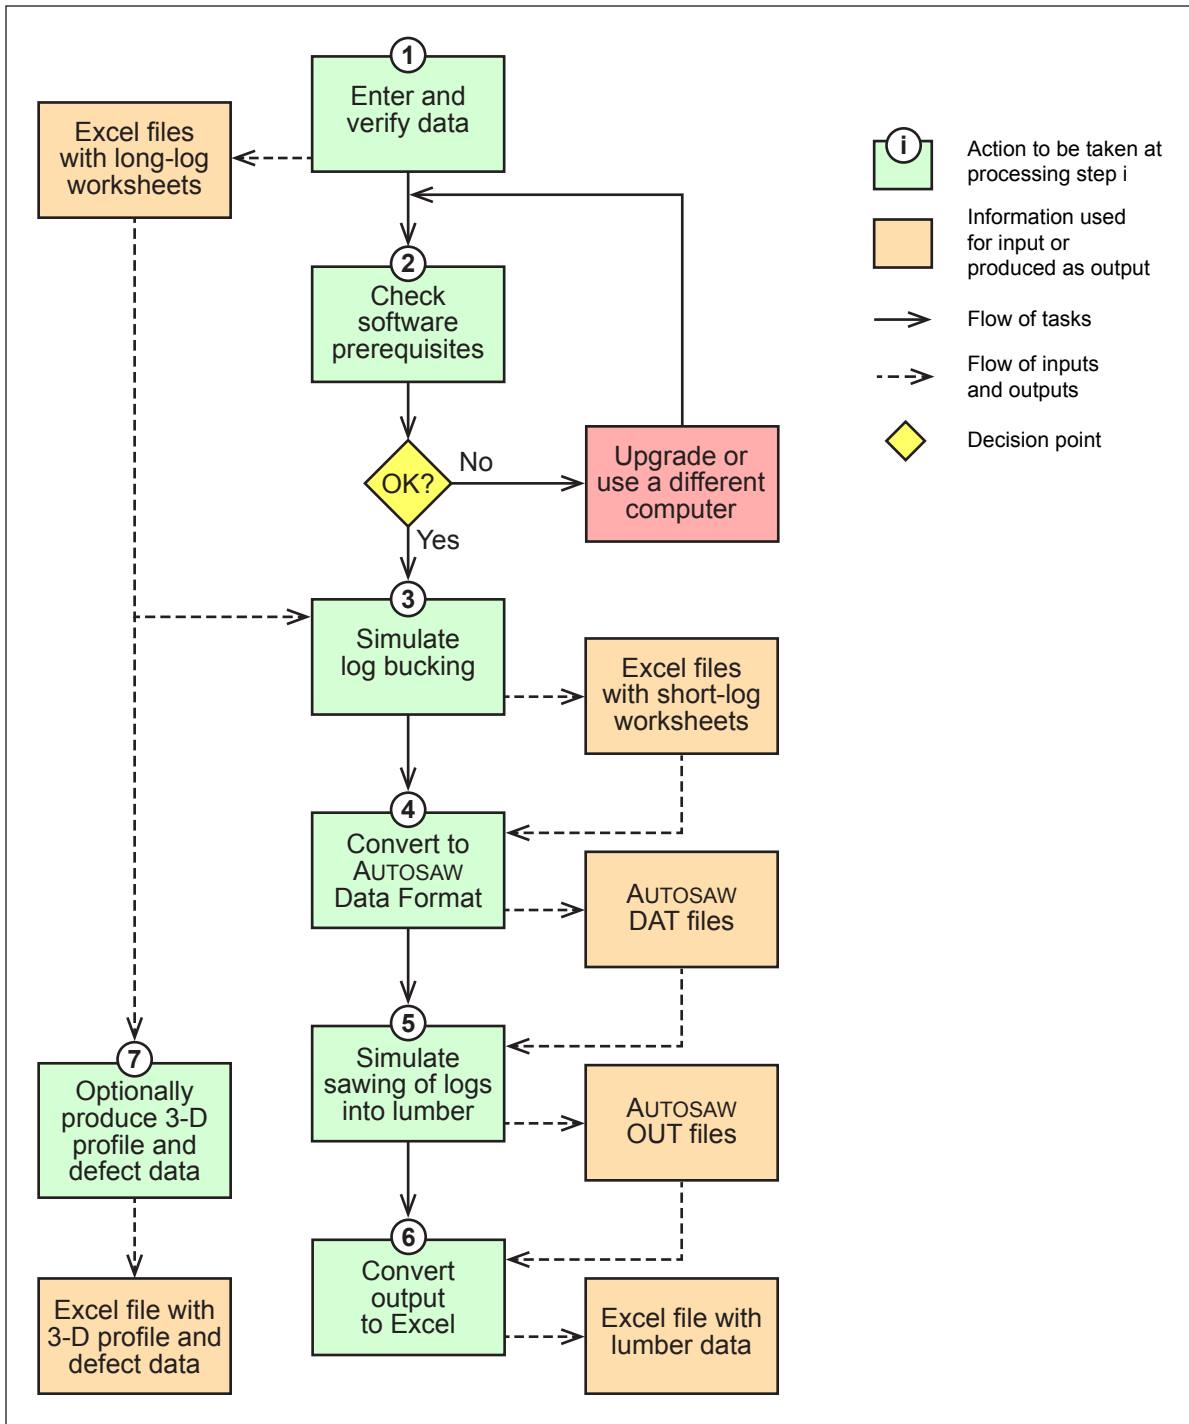 1
Enter and
verify data
Excel files
with long-log
worksheets
i
Action to be taken at
processing step i
Information used
for input or
produced as output
Flow of tasks
Flow of inputs
and outputs
Decision point
2
Check
software
prerequisites
OK?
No
Yes
Upgrade or
use a different
computer
3
Simulate
log bucking
Excel files
with short-log
worksheets
4
Convert to
AUTOSAW
Data Format
AUTOSAW
DAT files
5
Simulate
sawing of logs
into lumber
AUTOSAW
OUT files
7
Optionally
produce 3-D
profile and
defect data
6
Convert
output
to Excel
Excel file with
3-D profile and
defect data
Excel file with
lumber data